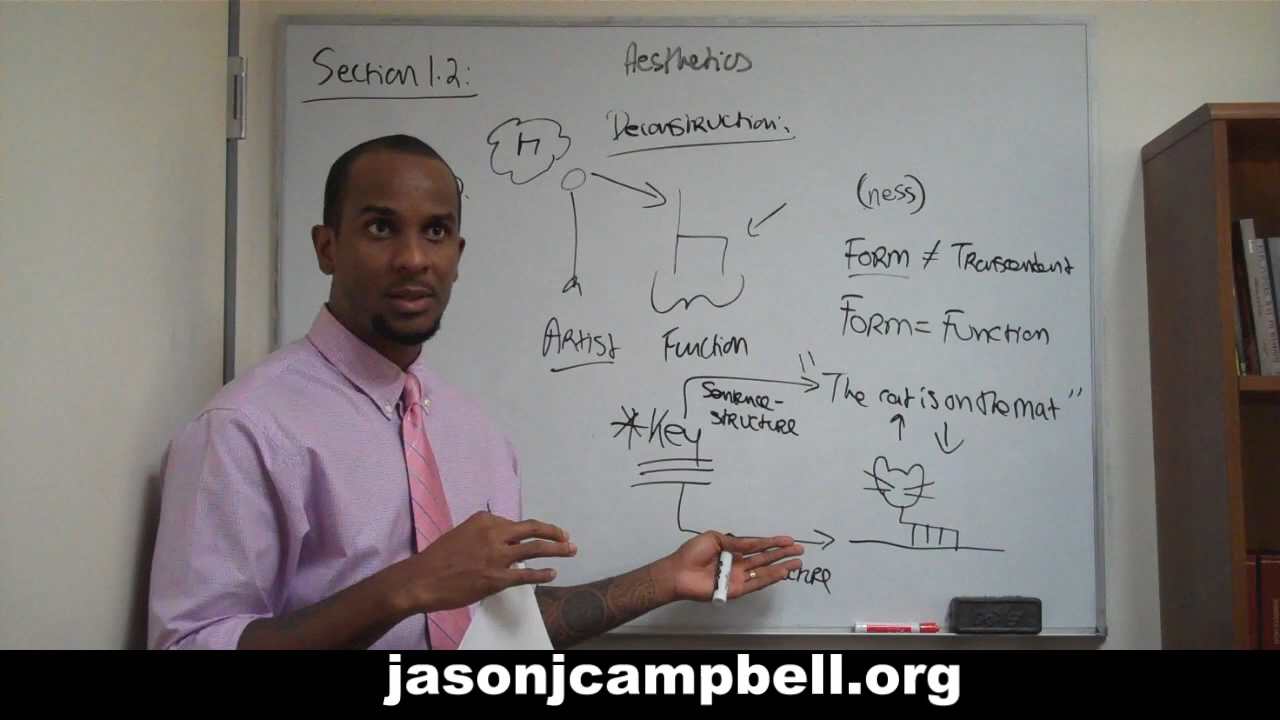 Aesthetics
Section 1.2:
Deconstruction:
(ness)
FORM ≠ Transcendent
FORM = Function
Artist
Function
Sentence-
structure
"The cat is on the mat"
*Key
jasonjcampbell.org